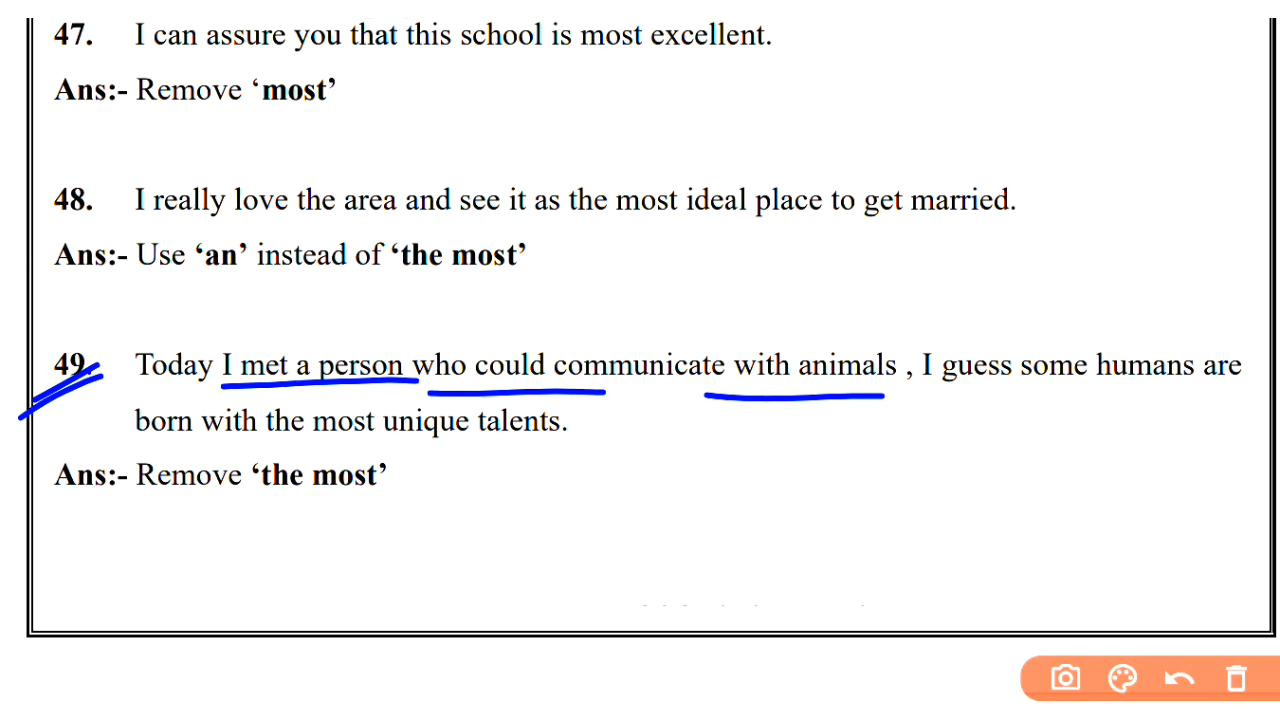 47. I can assure you that this school is most excellent.
Ans:- Remove ‘most’
48. I really love the area and see it as the most ideal place to get married.
Ans:- Use ‘an’ instead of ‘the most’
49. Today I met a person who could communicate with animals , I guess some humans are
born with the most unique talents.
Ans:- Remove ‘the most’